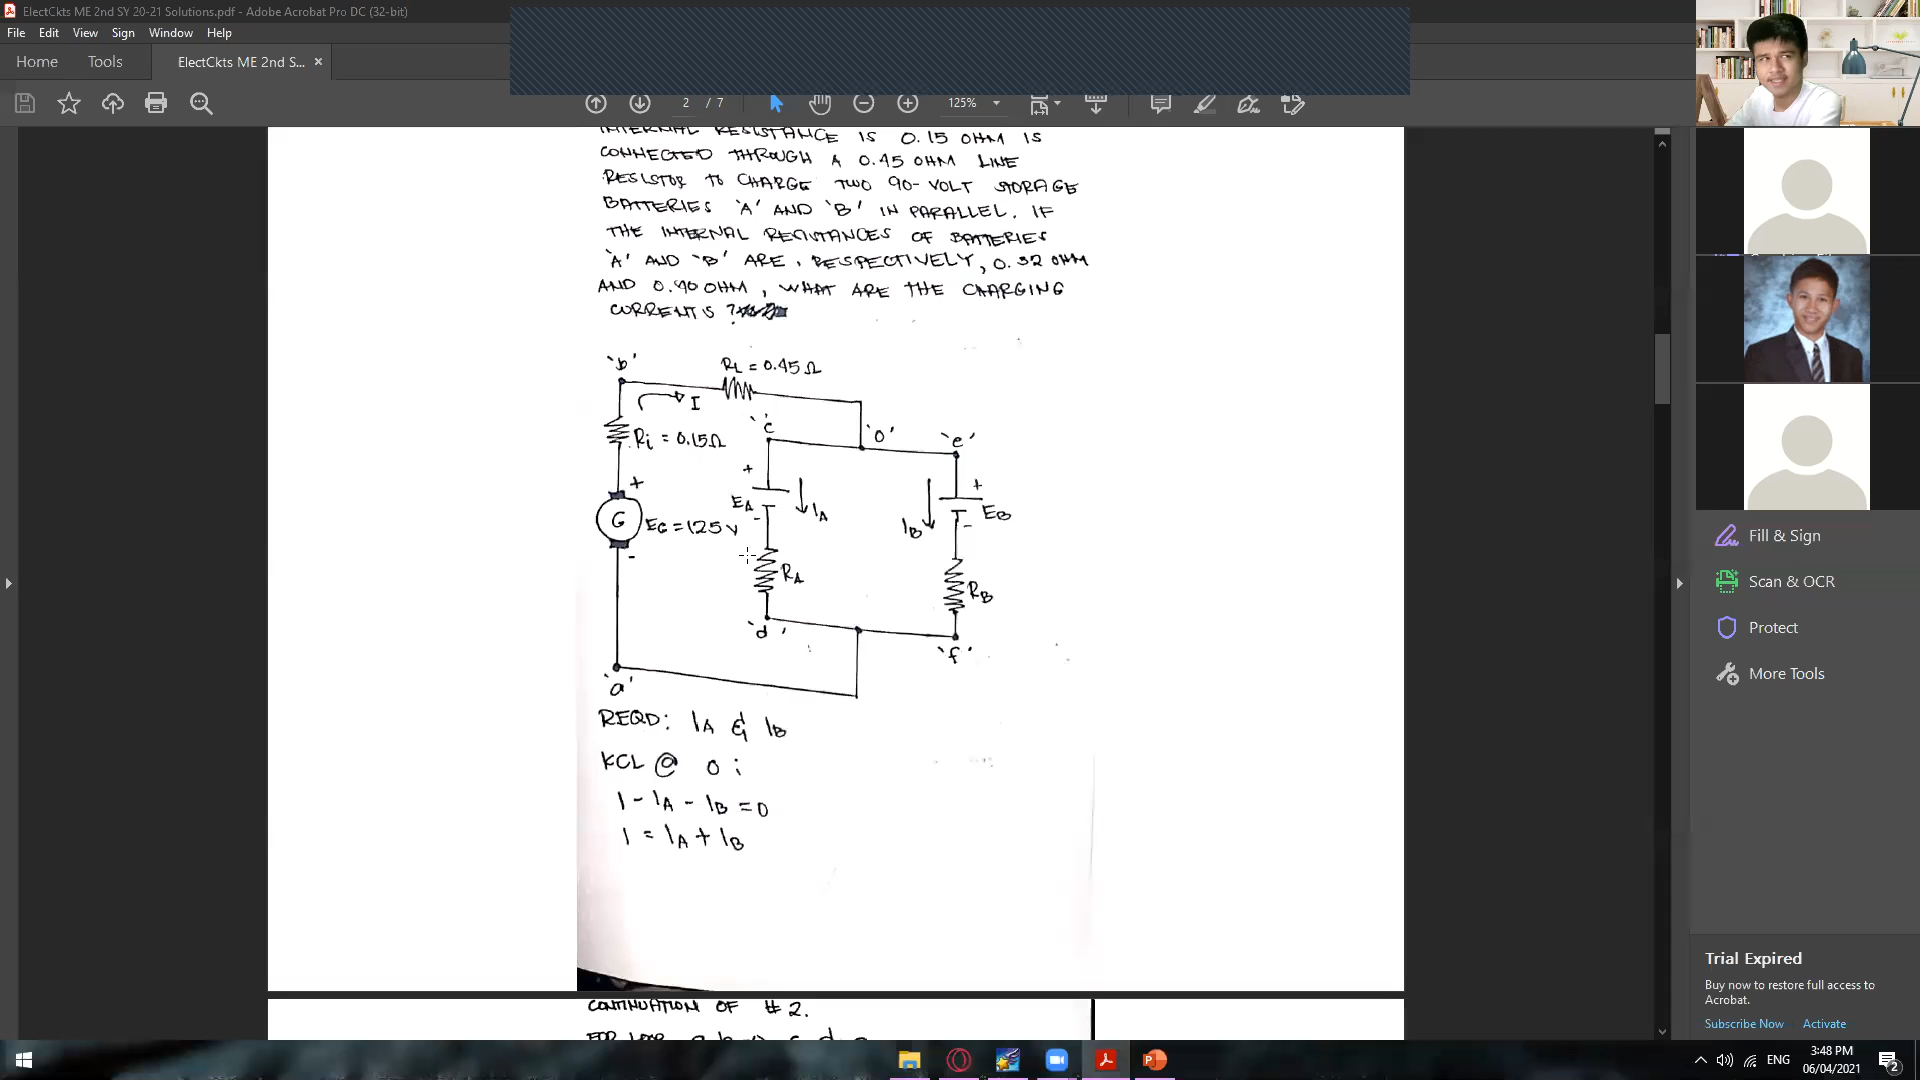 ElectCkts ME 2nd SY 20-21 Solutions.pdf - Adobe Acrobat Pro DC (32-bit)
File Edit View Sign Window Help
Home Tools ElectCkts ME 2nd S... ×
2 / 7 125%
INTERNAL RESISTANCE IS 0.15 OHM IS
CONNECTED THROUGH A 0.45 OHM LINE
RESISTOR TO CHARGE TWO 90-VOLT STORAGE
BATTERIES 'A' AND 'B' IN PARALLEL. IF
THE INTERNAL RESISTANCES OF BATTERIES
'A' AND 'B' ARE, RESPECTIVELY, 0.32 OHM
AND 0.90 OHM, WHAT ARE THE CHARGING
CURRENTS ?
'b' RL = 0.45Ω
I
'c' 'o' 'e'
Ri = 0.15Ω
+ + +
EA IA IB EB
G EG = 125 V
- - -
RA RB
'd' 'f'
'a'
REQD: IA & IB
KCL @ O ;
I - IA - IB = 0
I = IA + IB
CONTINUATION OF #2.
FOR LOOP
Fill & Sign
Scan & OCR
Protect
More Tools
Trial Expired
Buy now to restore full access to
Acrobat.
Subscribe Now Activate
ENG
3:48 PM
06/04/2021
2